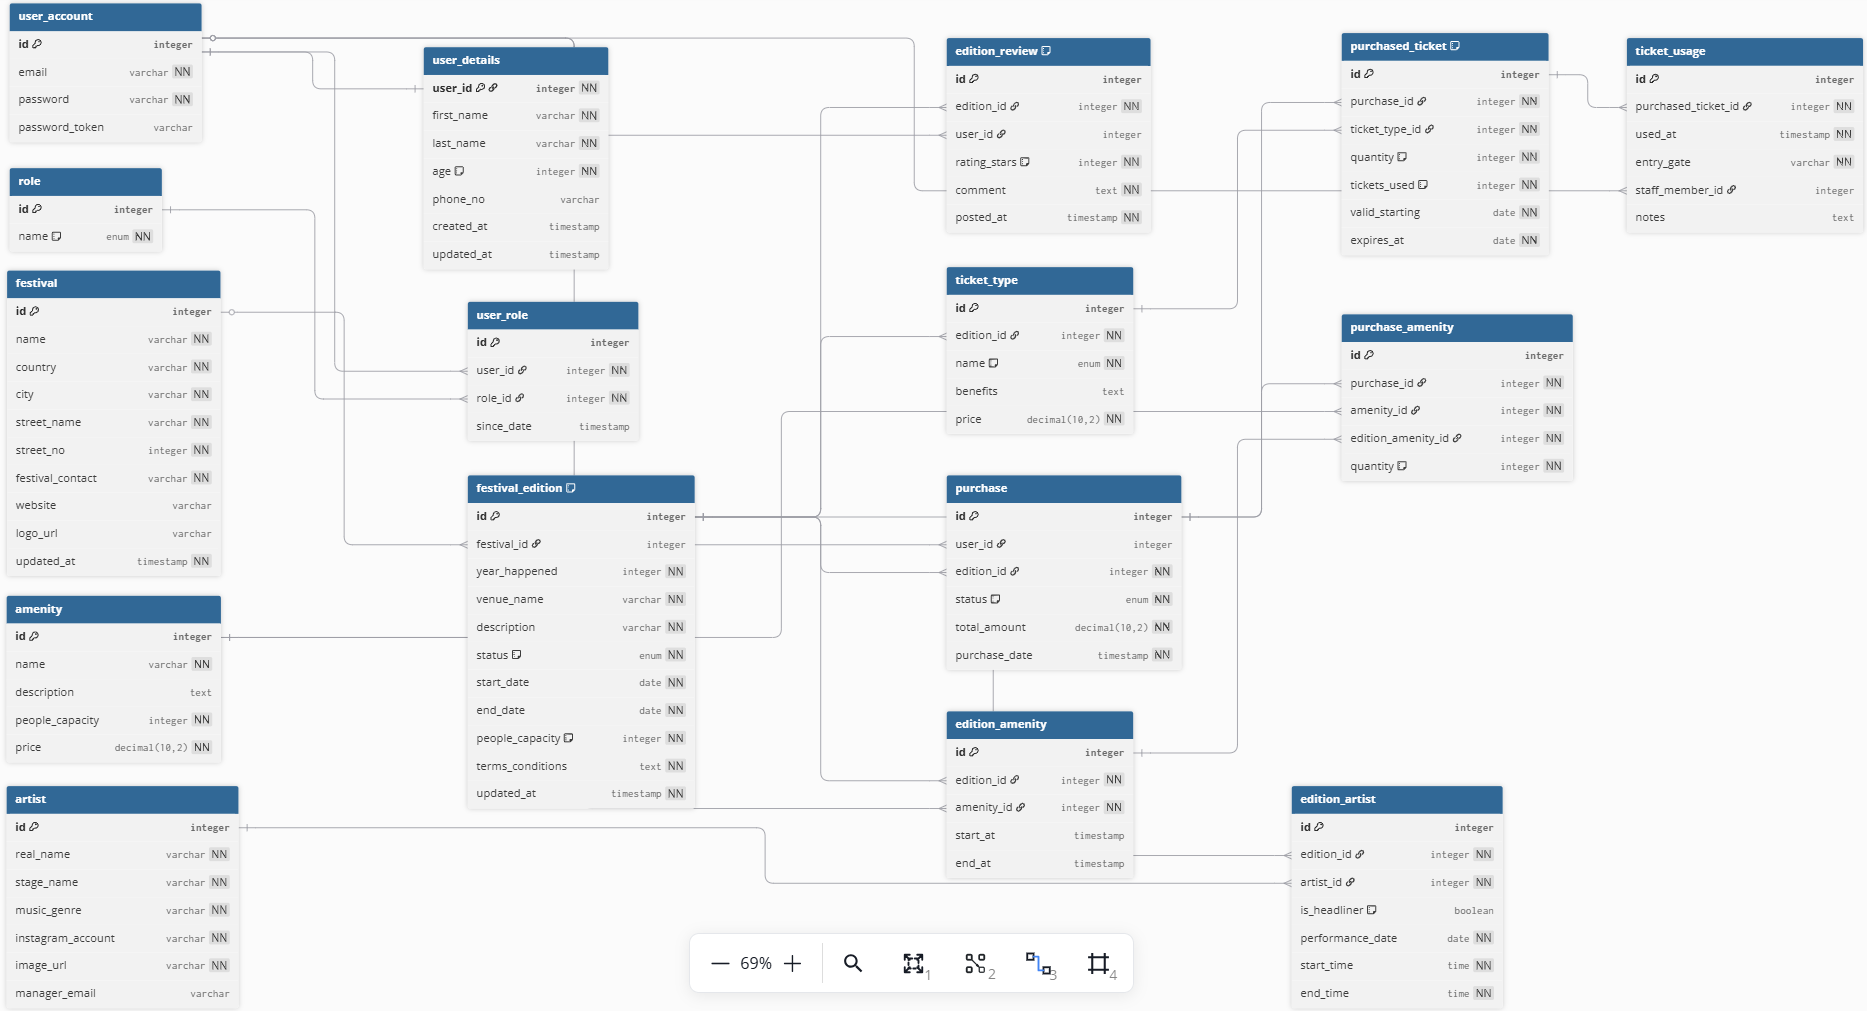 user_account
id integer
email varchar NN
password varchar NN
password_token varchar
role
id integer
name enum NN
festival
id integer
name varchar NN
country varchar NN
city varchar NN
street_name varchar NN
street_no integer NN
festival_contact varchar NN
website varchar
logo_url varchar
updated_at timestamp NN
amenity
id integer
name varchar NN
description text
people_capacity integer NN
price decimal(10,2) NN
artist
id integer
real_name varchar NN
stage_name varchar NN
music_genre varchar NN
instagram_account varchar NN
image_url varchar NN
manager_email varchar
user_details
user_id integer NN
first_name varchar NN
last_name varchar NN
age integer NN
phone_no varchar
created_at timestamp
updated_at timestamp
user_role
id integer
user_id integer NN
role_id integer NN
since_date timestamp
festival_edition
id integer
festival_id integer
year_happened integer NN
venue_name varchar NN
description varchar NN
status enum NN
start_date date NN
end_date date NN
people_capacity integer NN
terms_conditions text NN
updated_at timestamp NN
edition_review
id integer
edition_id integer NN
user_id integer
rating_stars integer NN
comment text NN
posted_at timestamp NN
ticket_type
id integer
edition_id integer NN
name enum NN
benefits text
price decimal(10,2) NN
purchase
id integer
user_id integer
edition_id integer NN
status enum NN
total_amount decimal(10,2) NN
purchase_date timestamp NN
edition_amenity
id integer
edition_id integer NN
amenity_id integer NN
start_at timestamp
end_at timestamp
purchased_ticket
id integer
purchase_id integer NN
ticket_type_id integer NN
quantity integer NN
tickets_used integer NN
valid_starting date NN
expires_at date NN
purchase_amenity
id integer
purchase_id integer NN
amenity_id integer NN
edition_amenity_id integer NN
quantity integer NN
edition_artist
id integer
edition_id integer NN
artist_id integer NN
is_headliner boolean
performance_date date NN
start_time time NN
end_time time NN
ticket_usage
id integer
purchased_ticket_id integer NN
used_at timestamp NN
entry_gate varchar NN
staff_member_id integer
notes text
69% 1 2 3 4